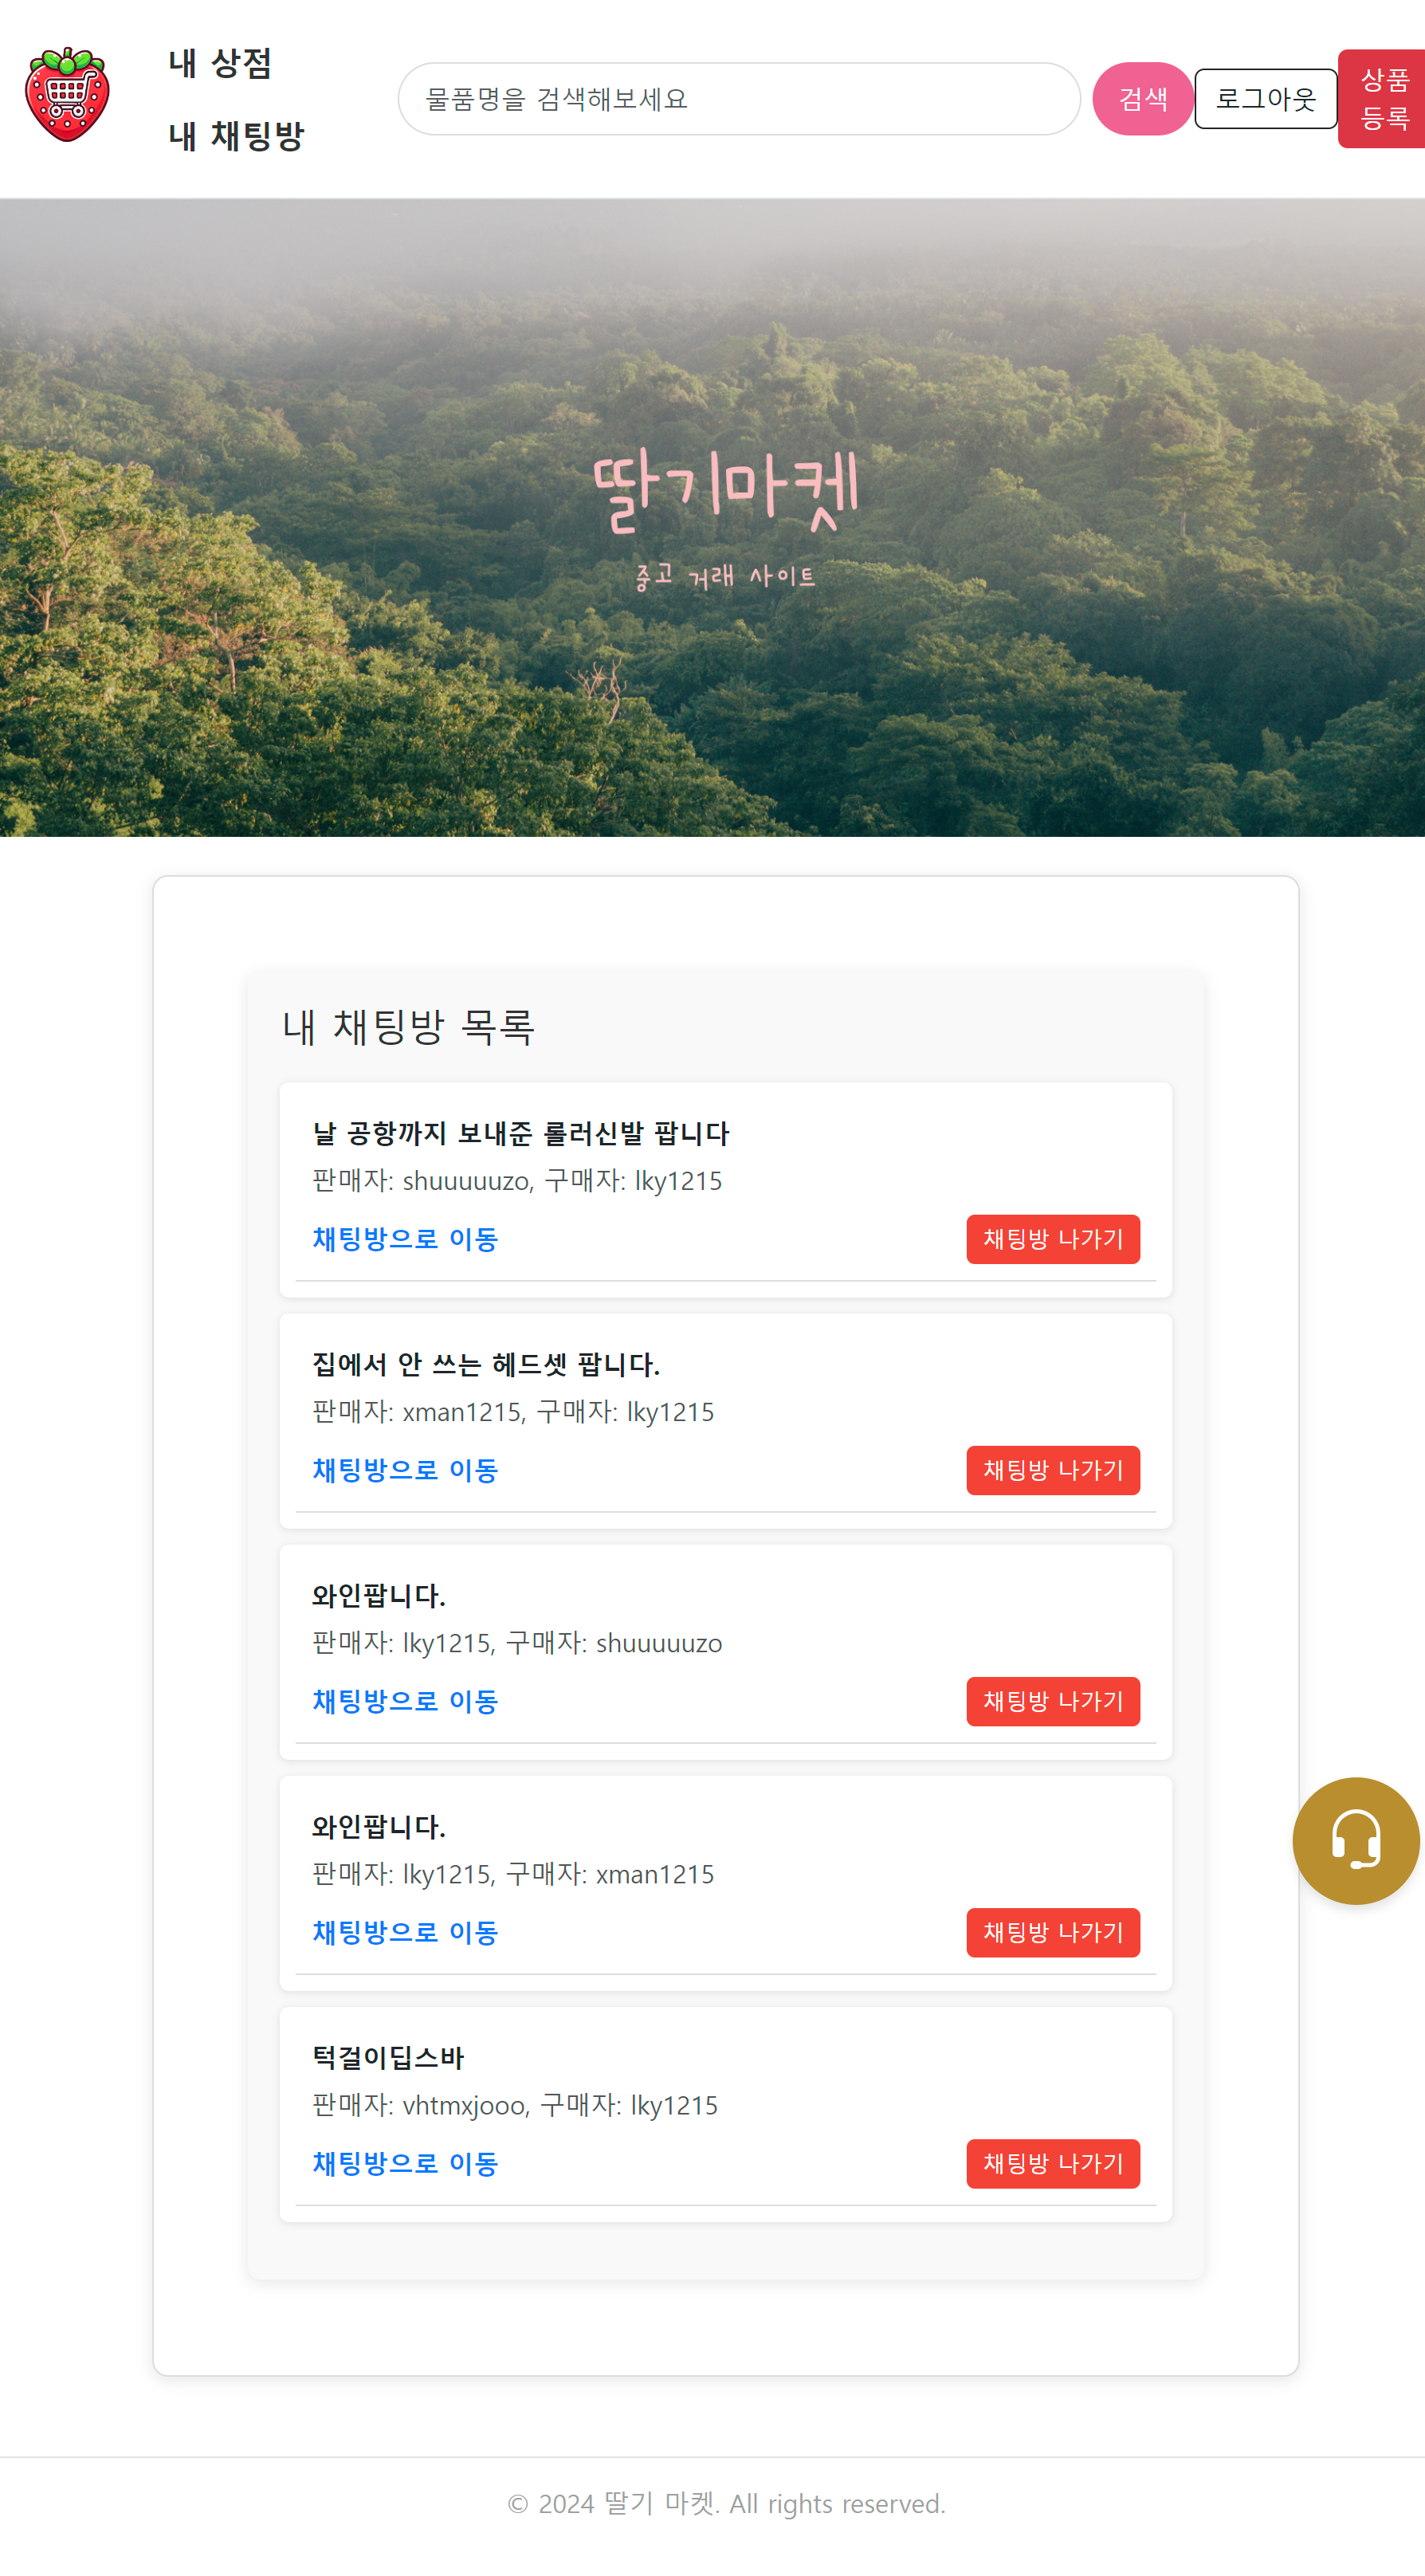 내 상점
내 채팅방
물품명을 검색해보세요
검색
로그아웃
상품
등록
딸기마켓
중고 거래 사이트
내 채팅방 목록
날 공항까지 보내준 롤러신발 팝니다
판매자: shuuuuuzo, 구매자: lky1215
채팅방으로 이동
채팅방 나가기
집에서 안 쓰는 헤드셋 팝니다.
판매자: xman1215, 구매자: lky1215
채팅방으로 이동
채팅방 나가기
와인팝니다.
판매자: lky1215, 구매자: shuuuuuzo
채팅방으로 이동
채팅방 나가기
와인팝니다.
판매자: lky1215, 구매자: xman1215
채팅방으로 이동
채팅방 나가기
턱걸이딥스바
판매자: vhtmxjooo, 구매자: lky1215
채팅방으로 이동
채팅방 나가기
© 2024 딸기 마켓. All rights reserved.